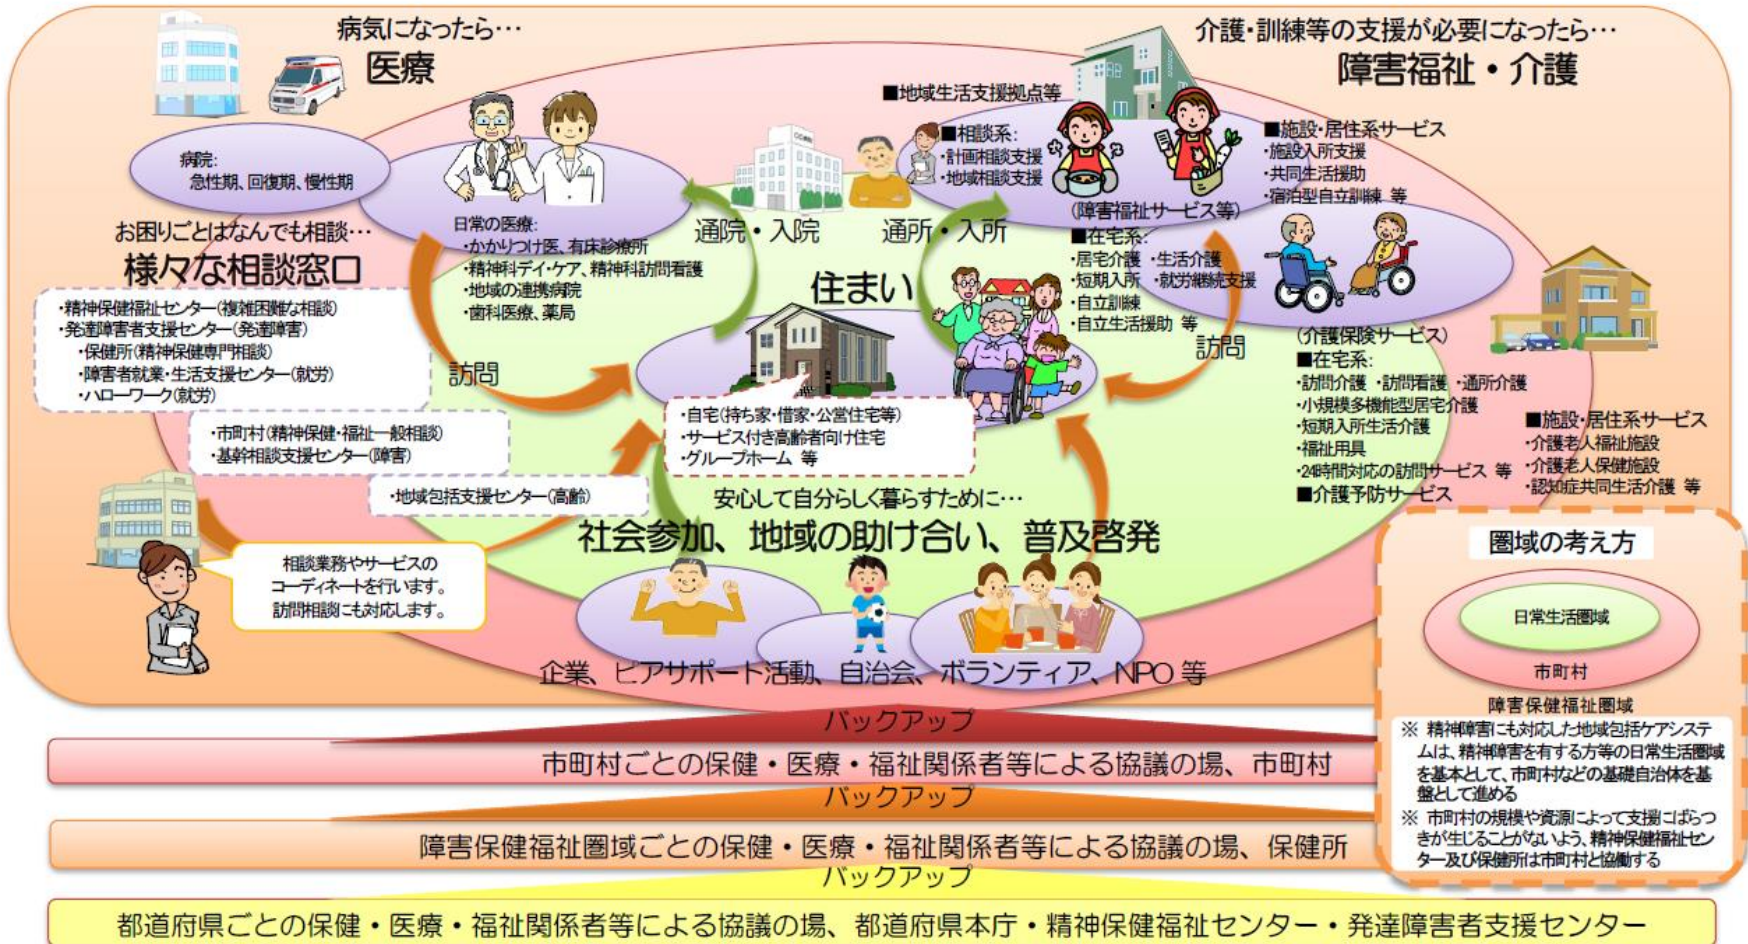 病気になったら…
医療
病院:
急性期、回復期、慢性期
日常の医療:
・かかりつけ医、有床診療所
・精神科デイ・ケア、精神科訪問看護
・地域の連携病院
・歯科医療、薬局
お困りごとはなんでも相談…
様々な相談窓口
・精神保健福祉センター(複雑困難な相談)
・発達障害者支援センター(発達障害)
・保健所(精神保健専門相談)
・障害者就業・生活支援センター(就労)
・ハローワーク(就労)
・市町村(精神保健・福祉一般相談)
・基幹相談支援センター(障害)
・地域包括支援センター(高齢)
相談業務やサービスの
コーディネートを行います。
訪問相談にも対応します。
訪問
通院・入院
通所・入所
住まい
・自宅(持ち家・借家・公営住宅等)
・サービス付き高齢者向け住宅
・グループホーム 等
介護・訓練等の支援が必要になったら…
障害福祉・介護
■地域生活支援拠点等
■相談系:
・計画相談支援
・地域相談支援
■施設・居住系サービス
・施設入所支援
・共同生活援助
・宿泊型自立訓練 等
(障害福祉サービス等)
■在宅系:
・居宅介護 ・生活介護
・短期入所 ・就労継続支援
・自立訓練
・自立生活援助 等
訪問
(介護保険サービス)
■在宅系:
・訪問介護 ・訪問看護 ・通所介護
・小規模多機能型居宅介護
・短期入所生活介護
・福祉用具
・24時間対応の訪問サービス 等
■介護予防サービス
■施設・居住系サービス
・介護老人福祉施設
・介護老人保健施設
・認知症共同生活介護 等
安心して自分らしく暮らすために…
社会参加、地域の助け合い、普及啓発
企業、ピアサポート活動、自治会、ボランティア、NPO 等
圏域の考え方
日常生活圏域
市町村
障害保健福祉圏域
※ 精神障害にも対応した地域包括ケアシステ
ムは、精神障害を有する方等の日常生活圏域
を基本として、市町村などの基礎自治体を基
盤として進める
※ 市町村の規模や資源によって支援にばらつ
きが生じることがないよう、精神保健福祉セン
ター及び保健所は市町村と協働する
バックアップ
市町村ごとの保健・医療・福祉関係者等による協議の場、市町村
バックアップ
障害保健福祉圏域ごとの保健・医療・福祉関係者等による協議の場、保健所
バックアップ
都道府県ごとの保健・医療・福祉関係者等による協議の場、都道府県本庁・精神保健福祉センター・発達障害者支援センター